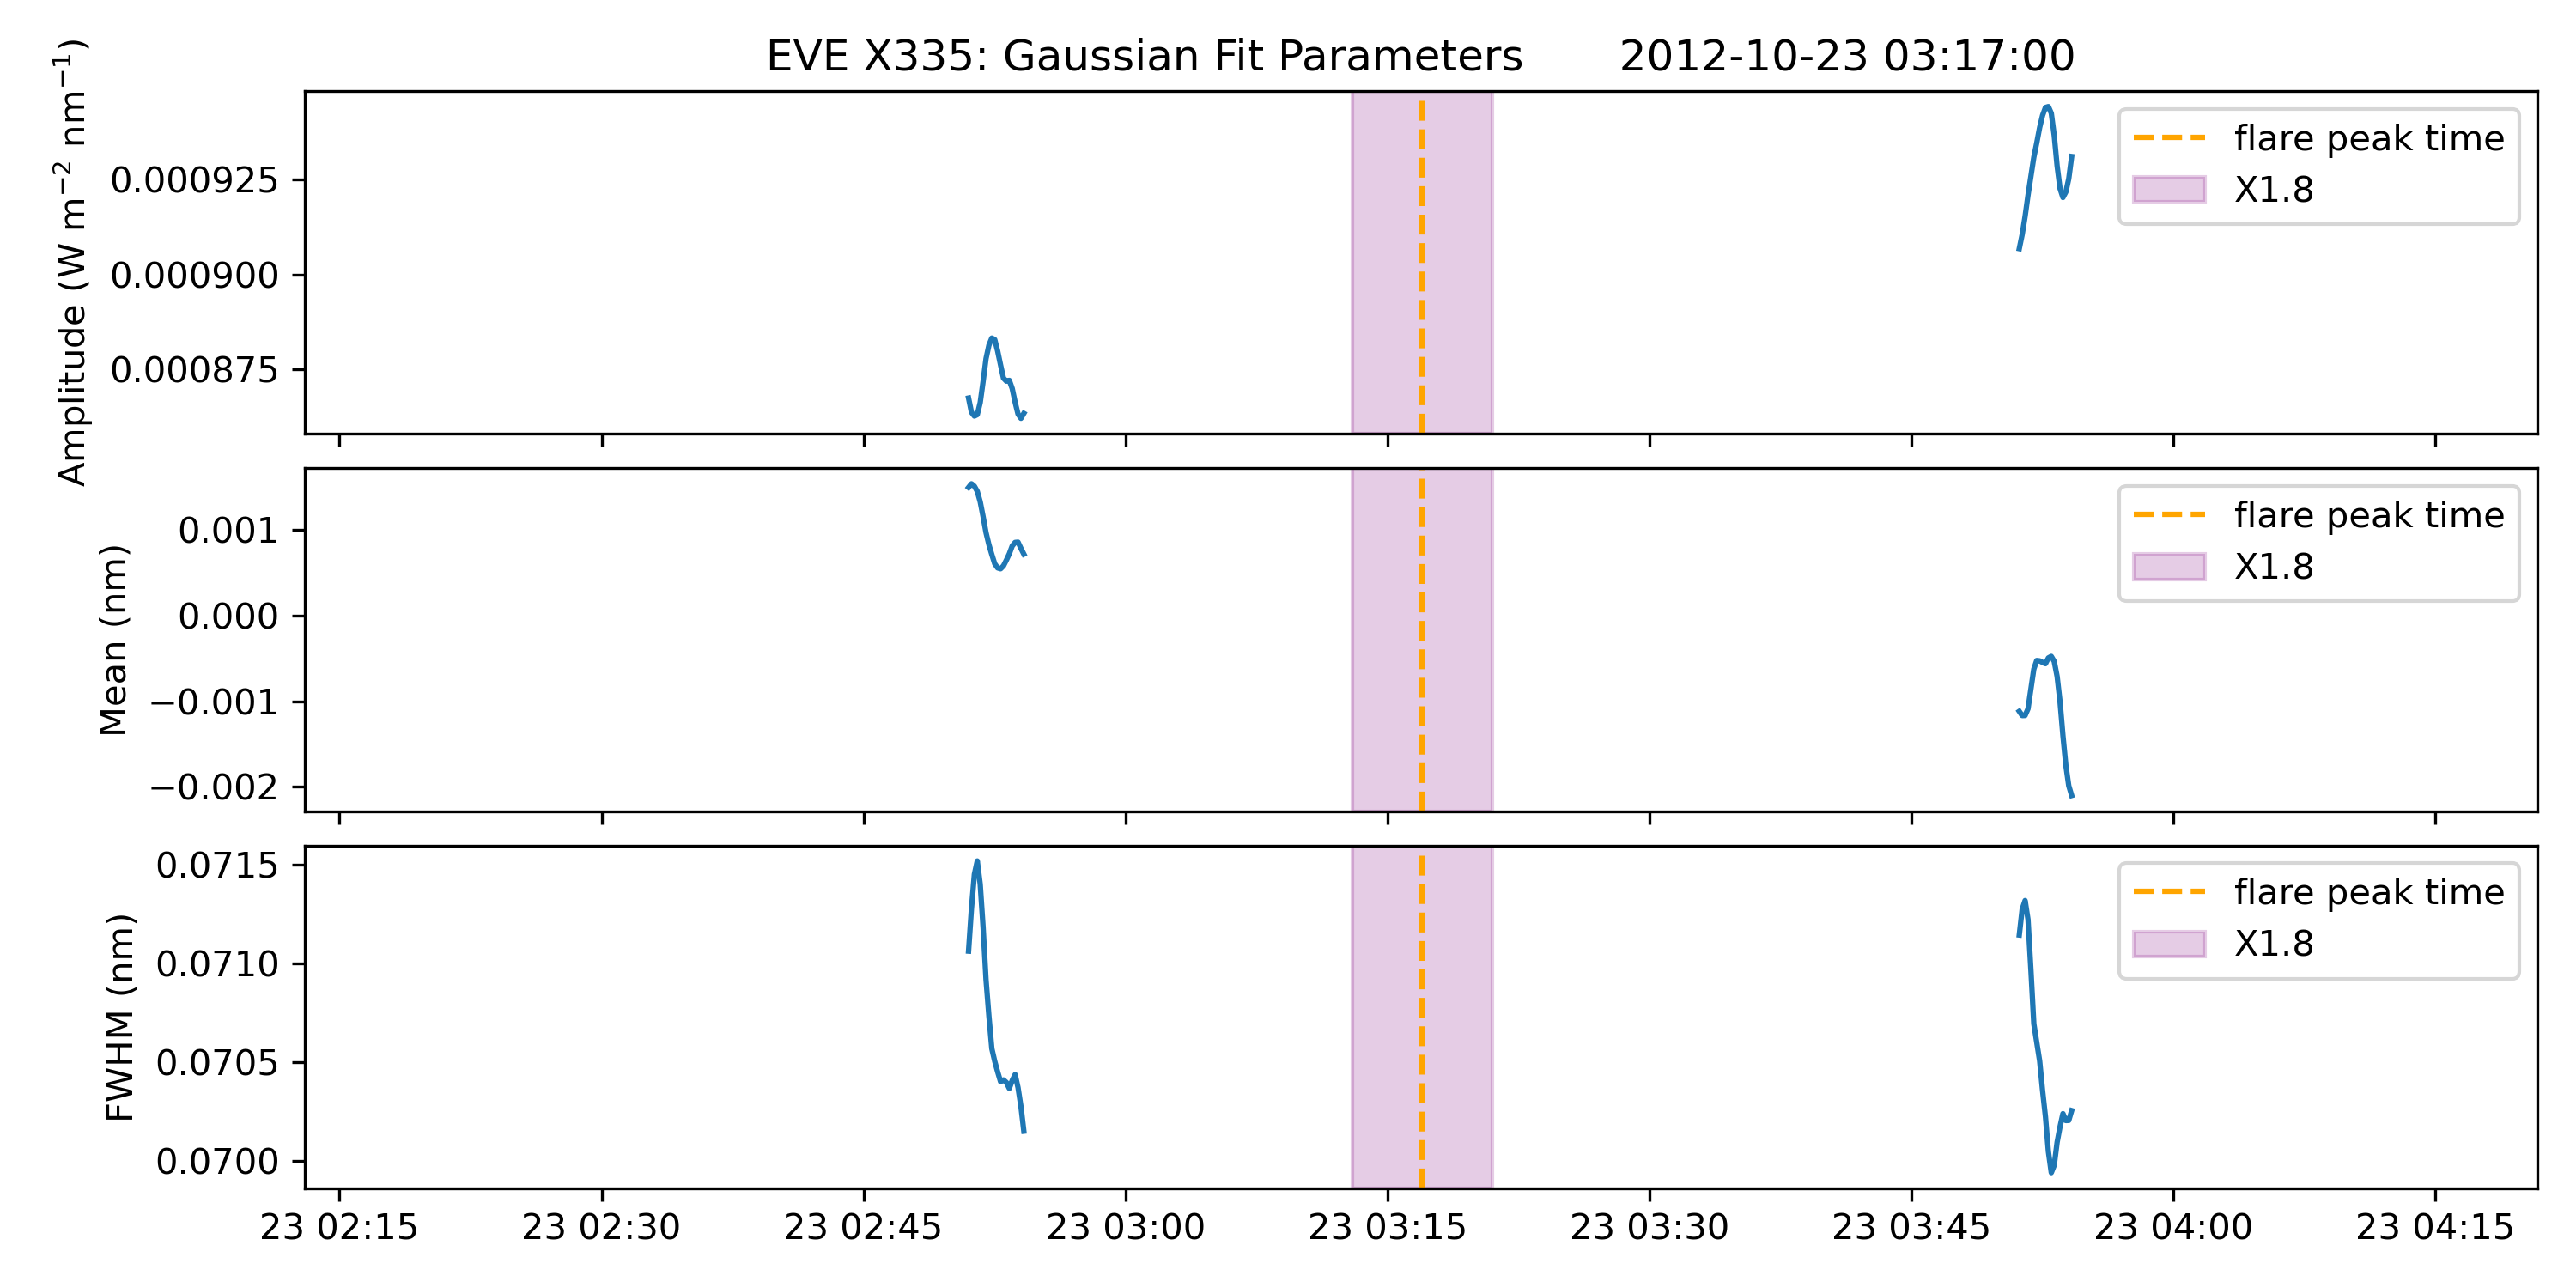 EVE X335: Gaussian Fit Parameters 2012-10-23 03:17:00
Amplitude (W m⁻² nm⁻¹)
0.000925
0.000900
0.000875
flare peak time
X1.8
Mean (nm)
0.001
0.000
−0.001
−0.002
flare peak time
X1.8
FWHM (nm)
0.0715
0.0710
0.0705
0.0700
flare peak time
X1.8
23 02:15 23 02:30 23 02:45 23 03:00 23 03:15 23 03:30 23 03:45 23 04:00 23 04:15